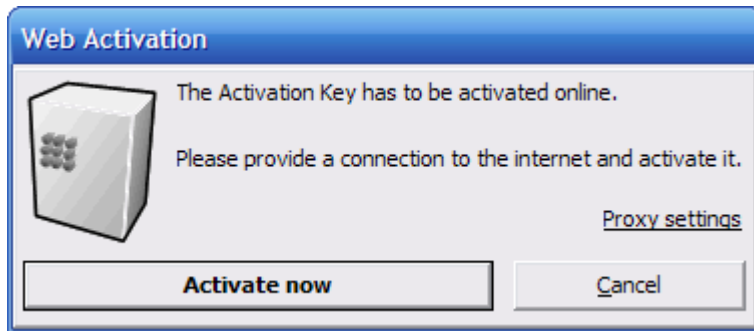 Web Activation
The Activation Key has to be activated online.
Please provide a connection to the internet and activate it.
Proxy settings
Activate now
Cancel